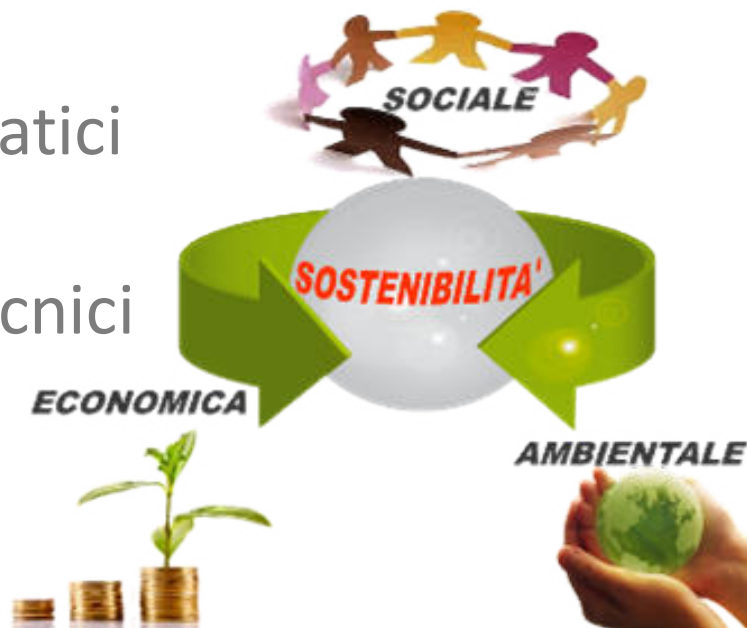 SOCIALE
atici
SOSTENIBILITA'
cnici
ECONOMICA
AMBIENTALE